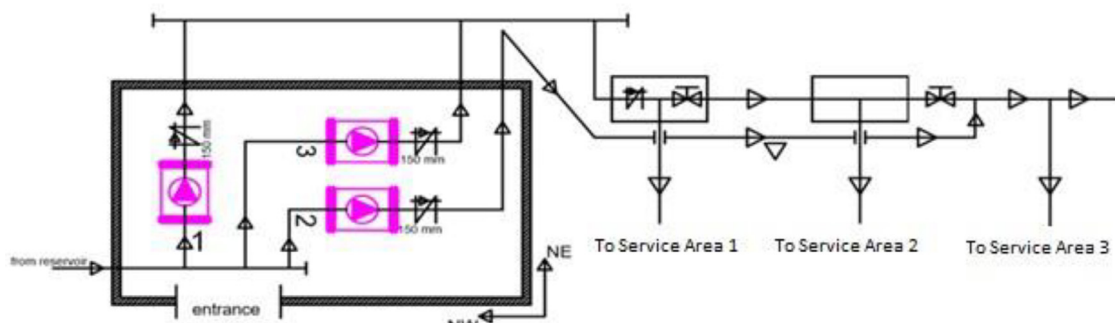 150 mm
3
150 mm
2
150 mm
1
from reservoir
entrance
NE
NW
To Service Area 1
To Service Area 2
To Service Area 3